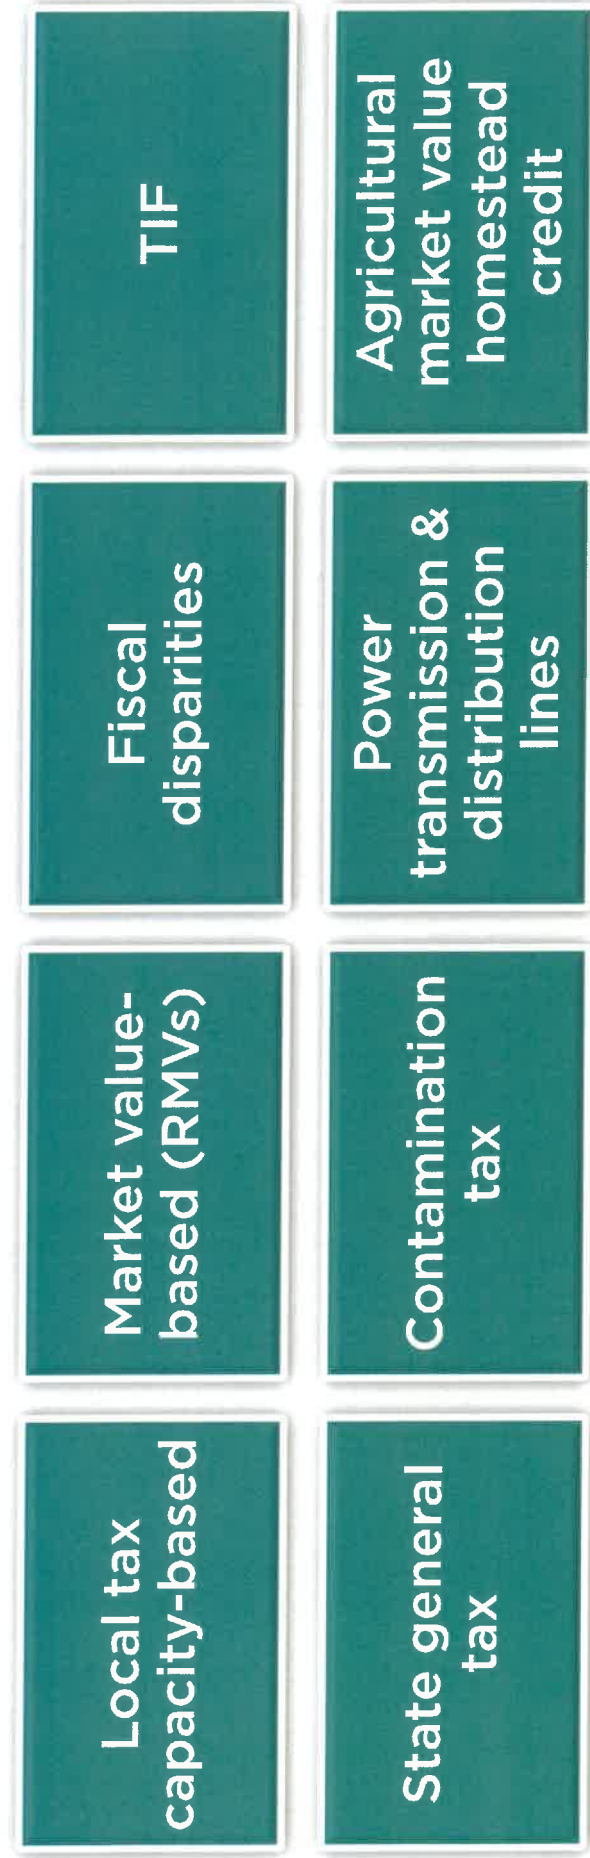 Local tax
capacity-based
Market value-
based (RMVs)
Fiscal
disparities
TIF
State general
tax
Contamination
tax
Power
transmission &
distribution
lines
Agricultural
market value
homestead
credit